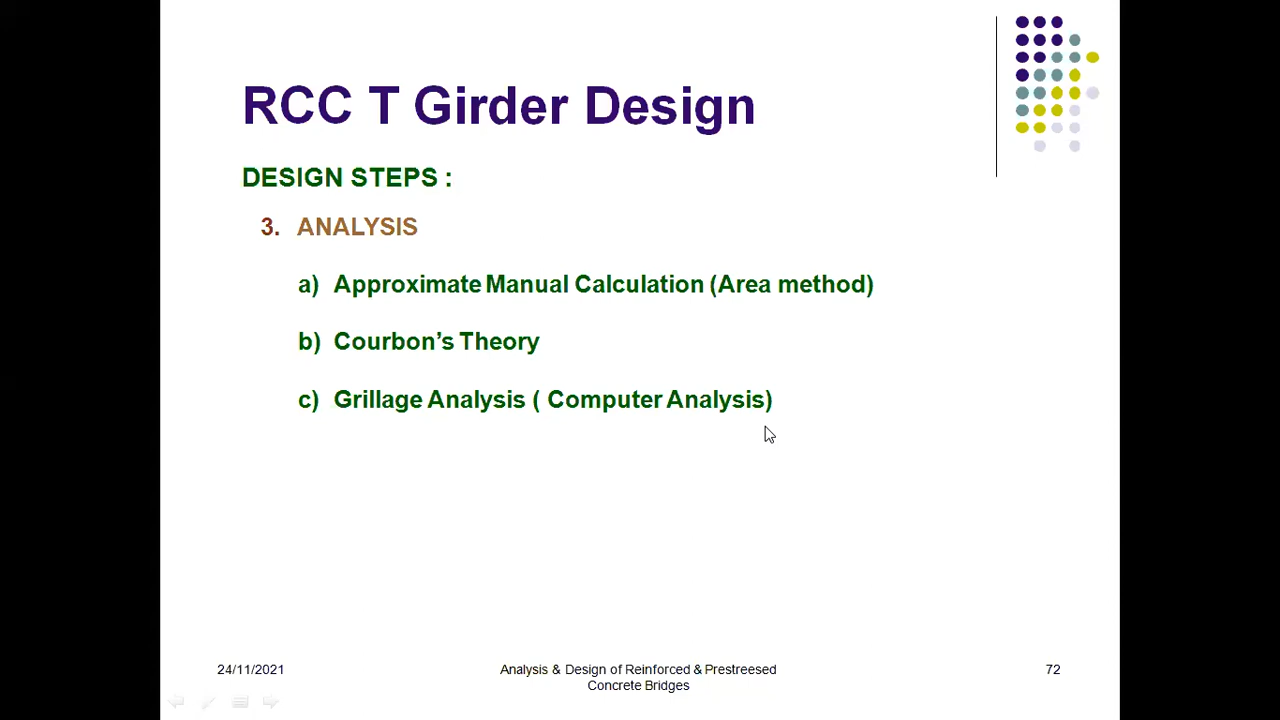 RCC T Girder Design
DESIGN STEPS :
3. ANALYSIS
a) Approximate Manual Calculation (Area method)
b) Courbon’s Theory
c) Grillage Analysis ( Computer Analysis)
24/11/2021
Analysis & Design of Reinforced & Prestreesed
Concrete Bridges
72